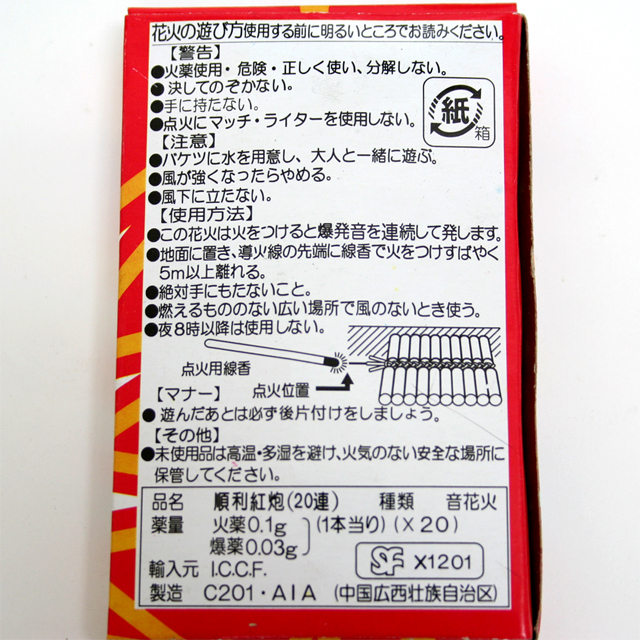 花火の遊び方使用する前に明るいところでお読みください。
【警告】
●火薬使用・危険・正しく使い、分解しない。
●決してのぞかない。
●手に持たない。
●点火にマッチ・ライターを使用しない。
紙
箱
【注意】
●バケツに水を用意し、大人と一緒に遊ぶ。
●風が強くなったらやめる。
●風下に立たない。
【使用方法】
●この花火は火をつけると爆発音を連続して発します。
●地面に置き、導火線の先端に線香で火をつけすばやく
5m以上離れる。
●絶対手にもたないこと。
●燃えるもののない広い場所で風のないとき使う。
●夜8時以降は使用しない。
点火用線香
点火位置
【マナー】
●遊んだあとは必ず後片付けをしましょう。
【その他】
●未使用品は高温・多湿を避け、火気のない安全な場所に
保管してください。
品名 順利紅炮(20連) 種類 音花火
薬量 火薬0.1g (1本当り)(×20)
爆薬0.03g
SF X1201
輸入元 I.C.C.F.
製造 C201・AIA (中国広西壮族自治区)